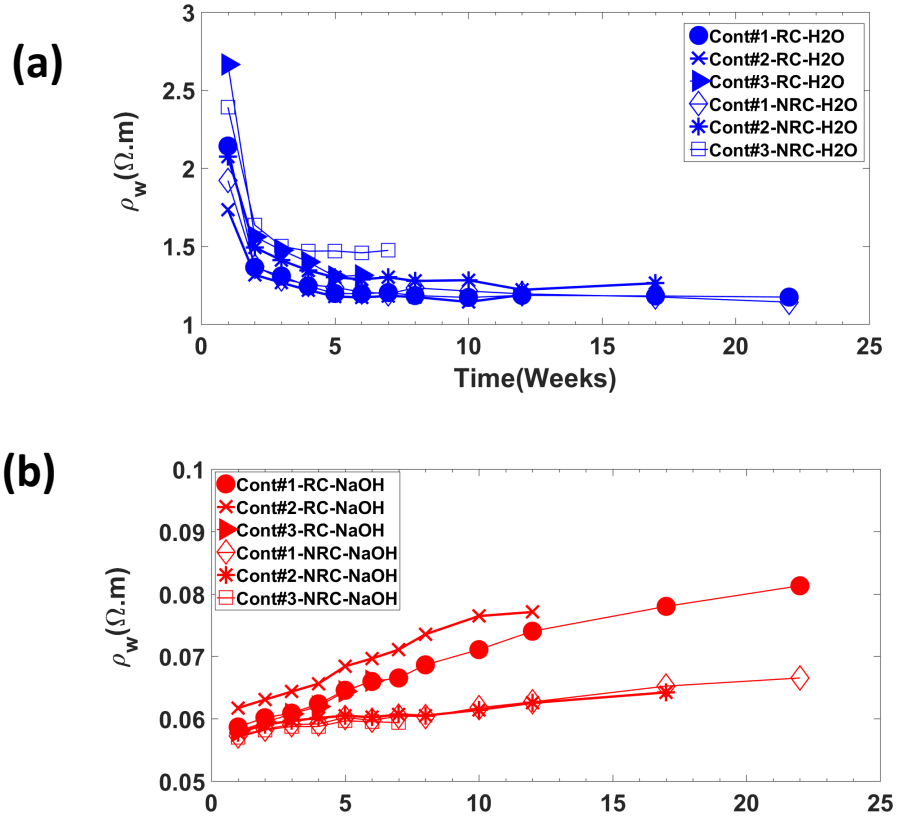 (a)
3
2.5
2
1.5
1
ρw(Ω.m)
Cont#1-RC-H2O
Cont#2-RC-H2O
Cont#3-RC-H2O
Cont#1-NRC-H2O
Cont#2-NRC-H2O
Cont#3-NRC-H2O
0 5 10 15 20 25
Time(Weeks)
(b)
0.1
0.09
0.08
0.07
0.06
0.05
ρw(Ω.m)
Cont#1-RC-NaOH
Cont#2-RC-NaOH
Cont#3-RC-NaOH
Cont#1-NRC-NaOH
Cont#2-NRC-NaOH
Cont#3-NRC-NaOH
0 5 10 15 20 25